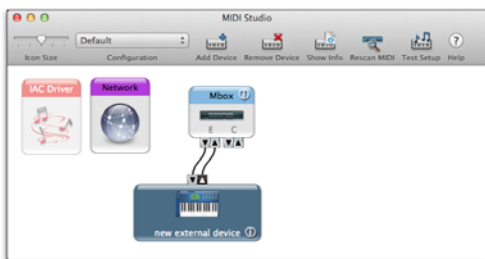 MIDI Studio
Default
Icon Size
Configuration
Add Device
Remove Device
Show Info
Rescan MIDI
Test Setup
Help
IAC Driver
Network
Mbox
E C
new external device